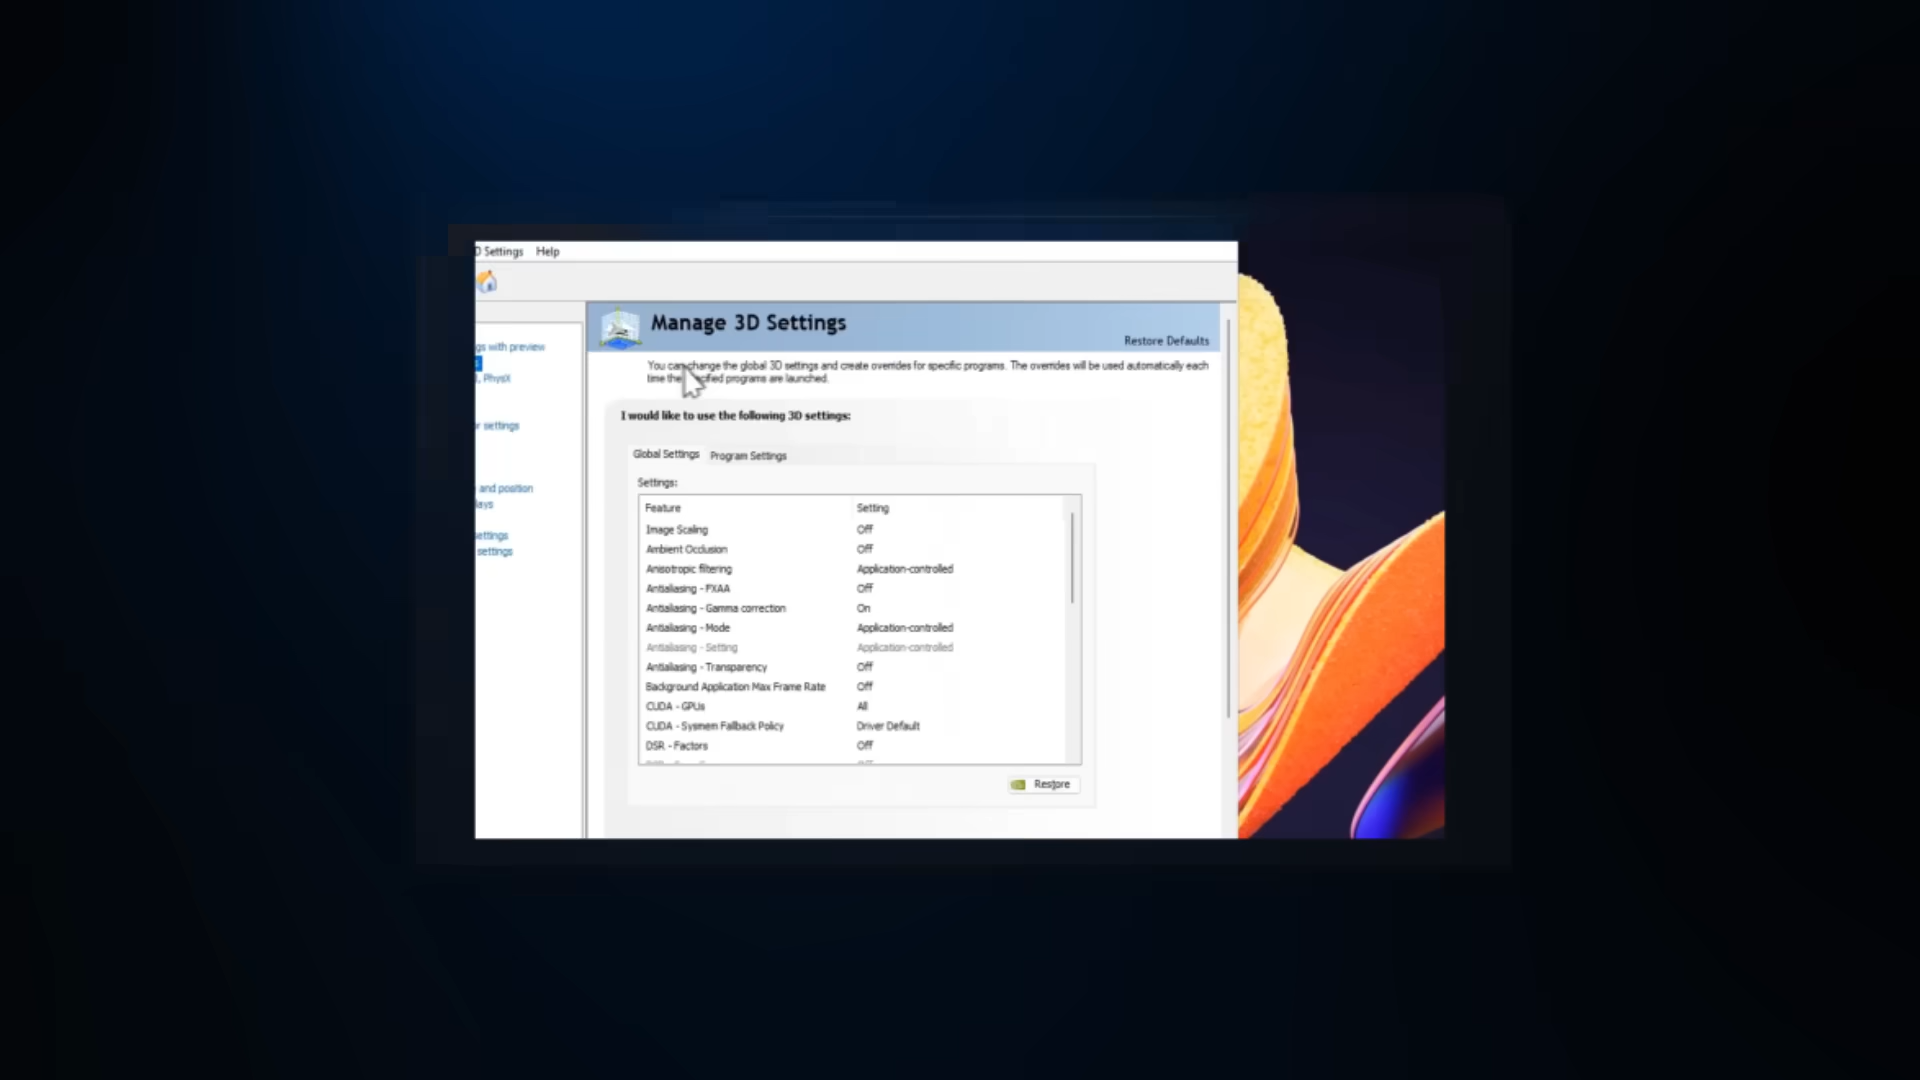 D Settings Help
Manage 3D Settings
Restore Defaults
gs with preview
, PhysX
r settings
and position
lays
settings
settings
You can change the global 3D settings and create overrides for specific programs. The overrides will be used automatically each
time the specified programs are launched.
I would like to use the following 3D settings:
Global Settings Program Settings
Settings:
Feature Setting
Image Scaling Off
Ambient Occlusion Off
Anisotropic filtering Application-controlled
Antialiasing - FXAA Off
Antialiasing - Gamma correction On
Antialiasing - Mode Application-controlled
Antialiasing - Setting Application-controlled
Antialiasing - Transparency Off
Background Application Max Frame Rate Off
CUDA - GPUs All
CUDA - Sysmem Fallback Policy Driver Default
DSR - Factors Off
Restore